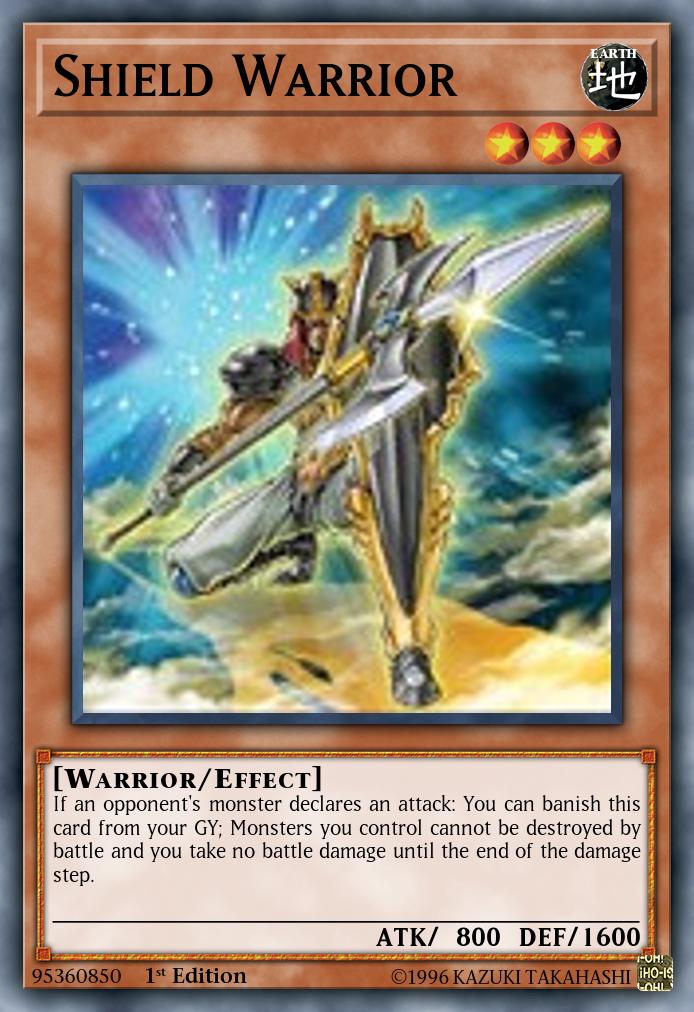 Shield Warrior
EARTH
地
[Warrior/Effect]
If an opponent's monster declares an attack: You can banish this
card from your GY; Monsters you control cannot be destroyed by
battle and you take no battle damage until the end of the damage
step.
ATK/ 800 DEF/1600
95360850 1st Edition ©1996 KAZUKI TAKAHASHI